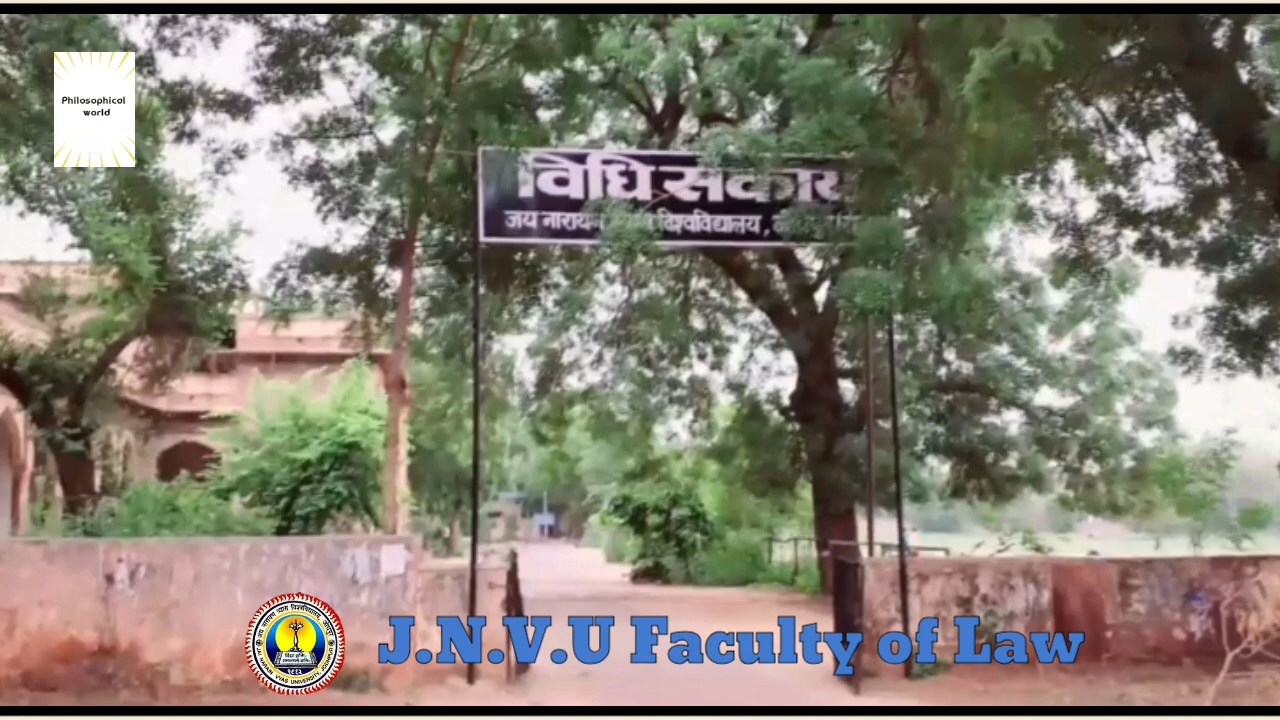 Philosophical
world
विधि संकाय
जय नारायण विश्वविद्यालय,
J.N.V.U Faculty of Law